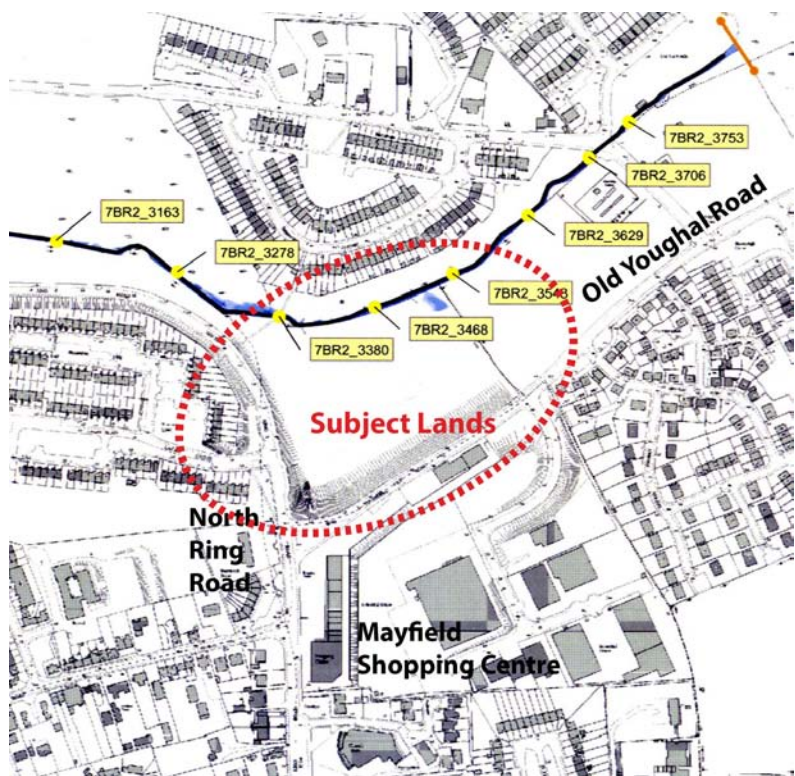 7BR2_3753
7BR2_3706
7BR2_3163
7BR2_3629
7BR2_3278
Old Youghal Road
7BR2_3548
7BR2_3468
7BR2_3380
Subject Lands
North
Ring
Road
Mayfield
Shopping Centre